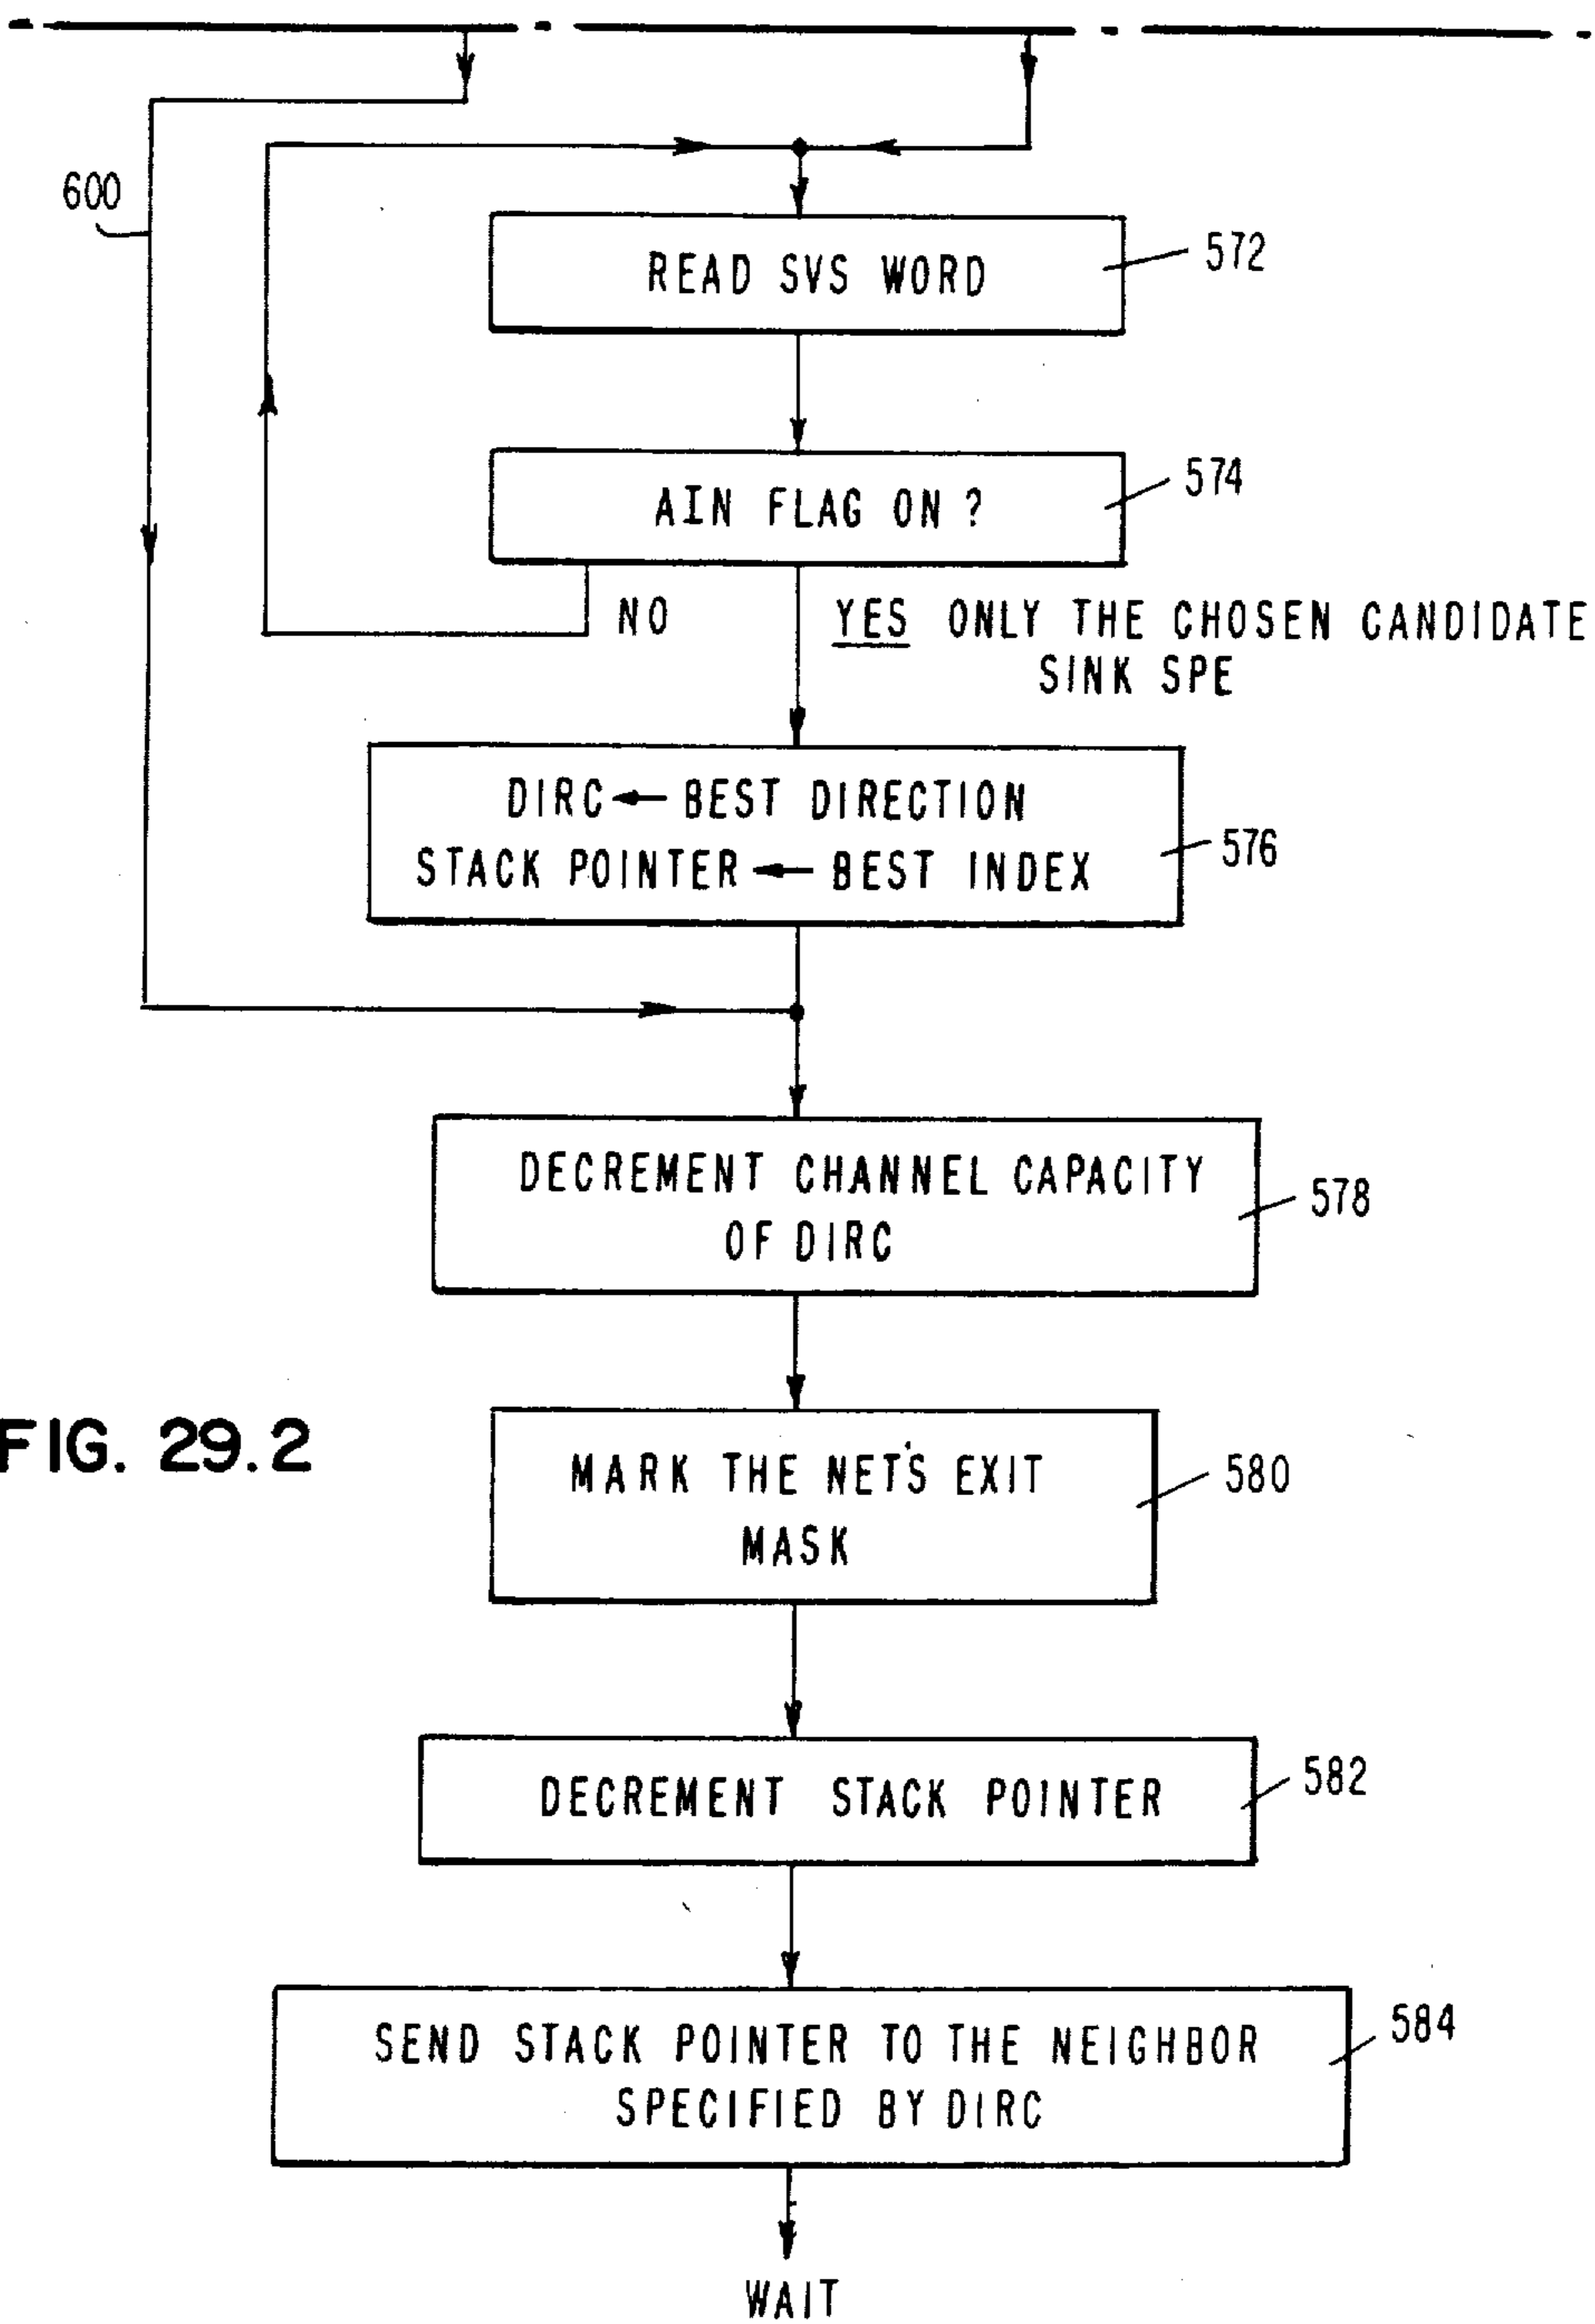 600
READ SVS WORD
572
AIN FLAG ON ?
574
NO
YES ONLY THE CHOSEN CANDIDATE
SINK SPE
DIRC ← BEST DIRECTION
STACK POINTER ← BEST INDEX
576
DECREMENT CHANNEL CAPACITY
OF DIRC
578
FIG. 29.2
MARK THE NET'S EXIT
MASK
580
DECREMENT STACK POINTER
582
SEND STACK POINTER TO THE NEIGHBOR
SPECIFIED BY DIRC
584
WAIT